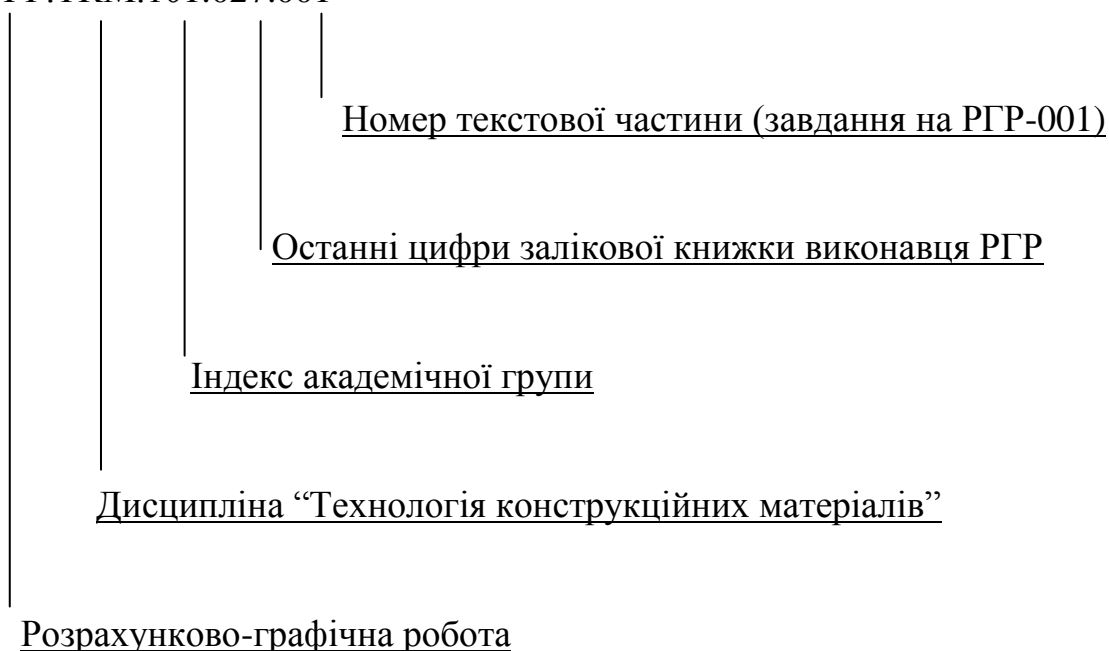 Номер текстової частини (завдання на РГР-001)
Останні цифри залікової книжки виконавця РГР
Індекс академічної групи
Дисципліна “Технологія конструкційних матеріалів”
Розрахунково-графічна робота